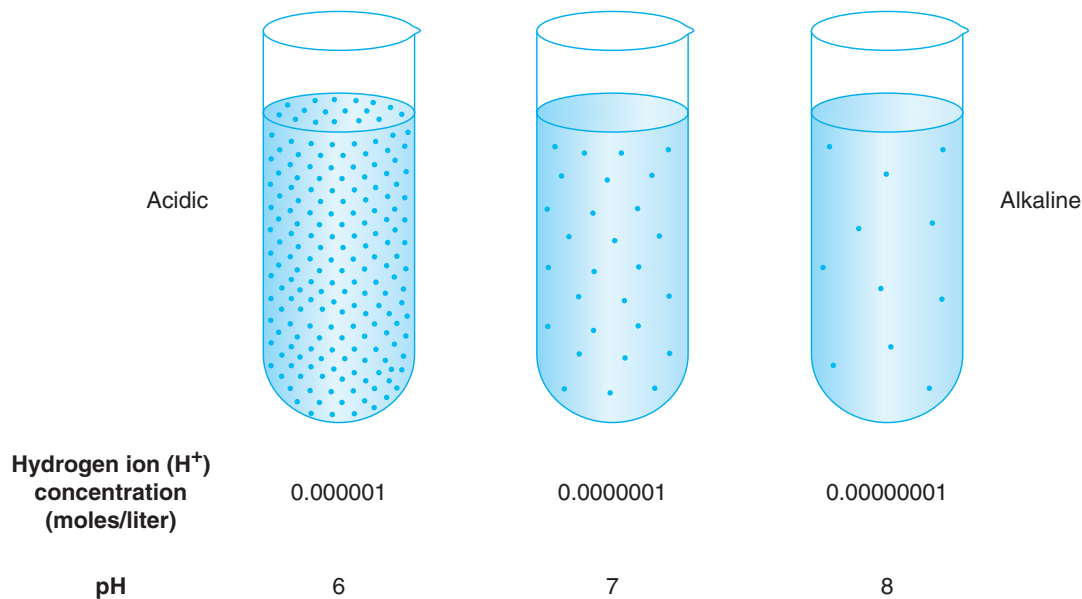 Acidic
Alkaline
Hydrogen ion (H+)
concentration
(moles/liter)
0.000001
0.0000001
0.00000001
pH
6
7
8